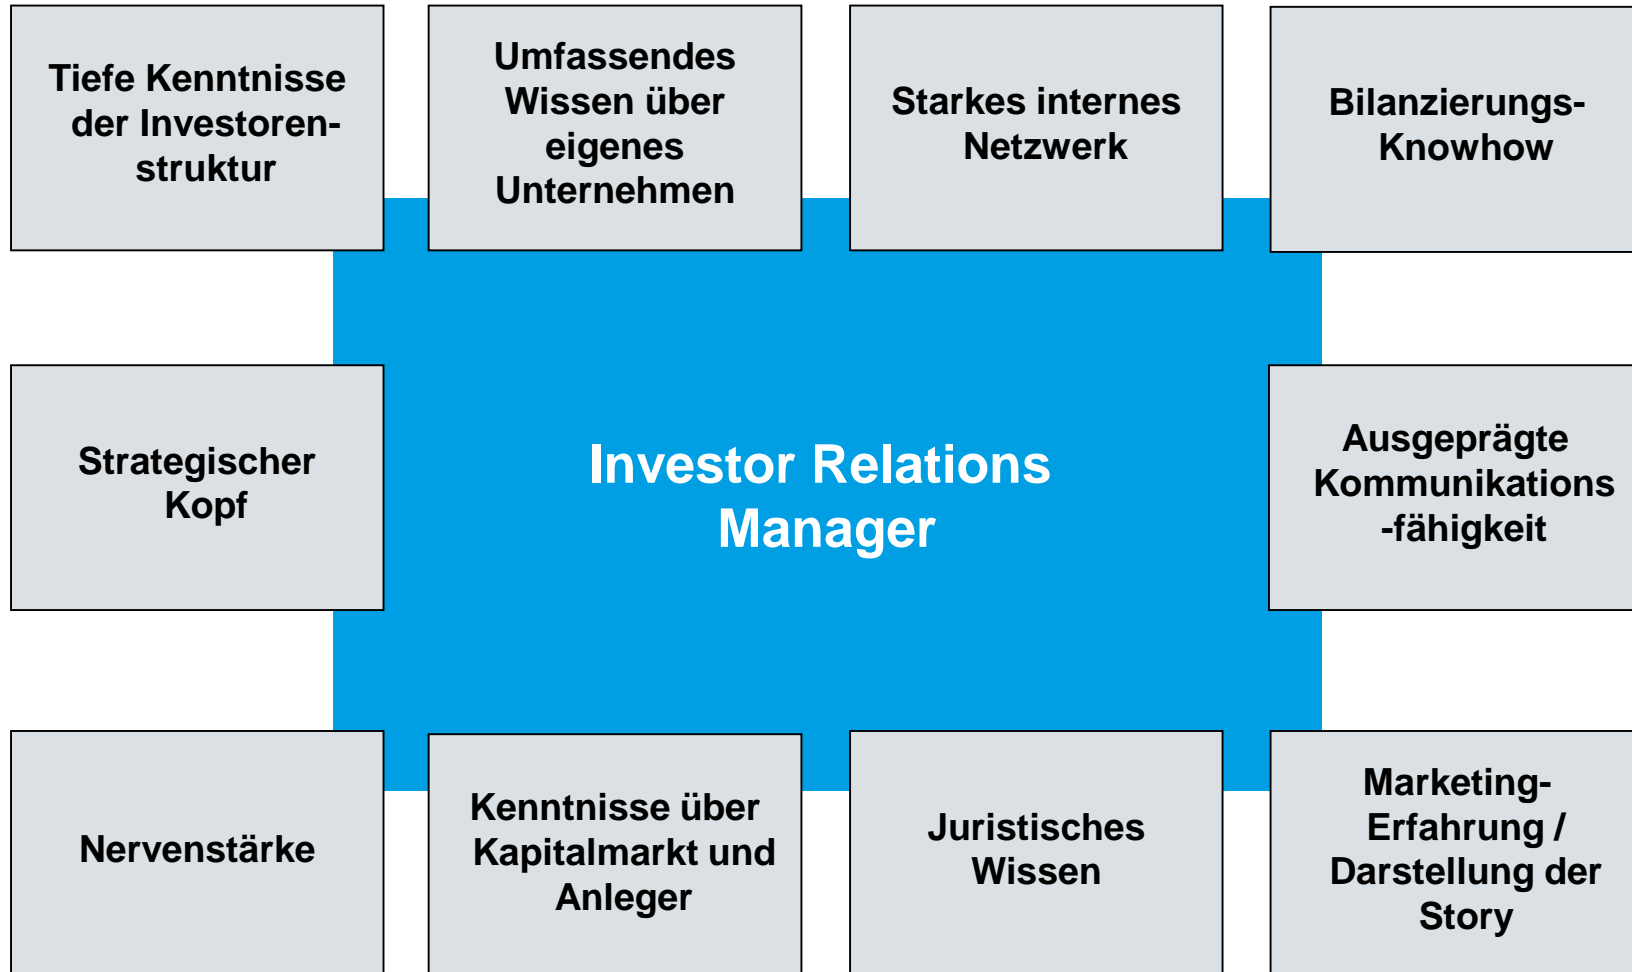 Tiefe Kenntnisse
der Investoren-
struktur
Umfassendes
Wissen über
eigenes
Unternehmen
Starkes internes
Netzwerk
Bilanzierungs-
Knowhow
Strategischer
Kopf
Investor Relations
Manager
Ausgeprägte
Kommunikations
-fähigkeit
Nervenstärke
Kenntnisse über
Kapitalmarkt und
Anleger
Juristisches
Wissen
Marketing-
Erfahrung /
Darstellung der
Story